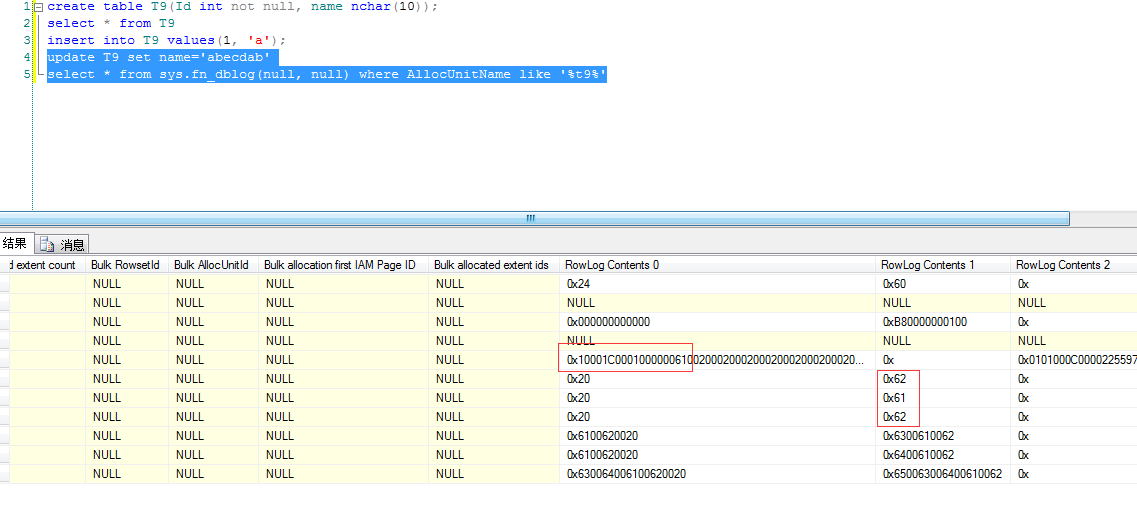 1 create table T9(Id int not null, name nchar(10));
2 select * from T9
3 insert into T9 values(1, 'a');
4 update T9 set name='abecdab'
5 select * from sys.fn_dblog(null, null) where AllocUnitName like '%t9%'
结果 消息
d extent count Bulk RowsetId Bulk AllocUnitId Bulk allocation first IAM Page ID Bulk allocated extent ids RowLog Contents 0 RowLog Contents 1 RowLog Contents 2
NULL NULL NULL NULL 0x24 0x60 0x
NULL NULL NULL NULL NULL NULL NULL
NULL NULL NULL NULL 0x000000000000 0xB80000000100 0x
NULL NULL NULL NULL NULL NULL NULL
NULL NULL NULL NULL 0x10001C000100000061002000200020002000200020... 0x 0x0101000C0000225597
NULL NULL NULL NULL 0x20 0x62 0x
NULL NULL NULL NULL 0x20 0x61 0x
NULL NULL NULL NULL 0x20 0x62 0x
NULL NULL NULL NULL 0x6100620020 0x6300610062 0x
NULL NULL NULL NULL 0x6100620020 0x6400610062 0x
NULL NULL NULL NULL 0x630064006100620020 0x650063006400610062 0x